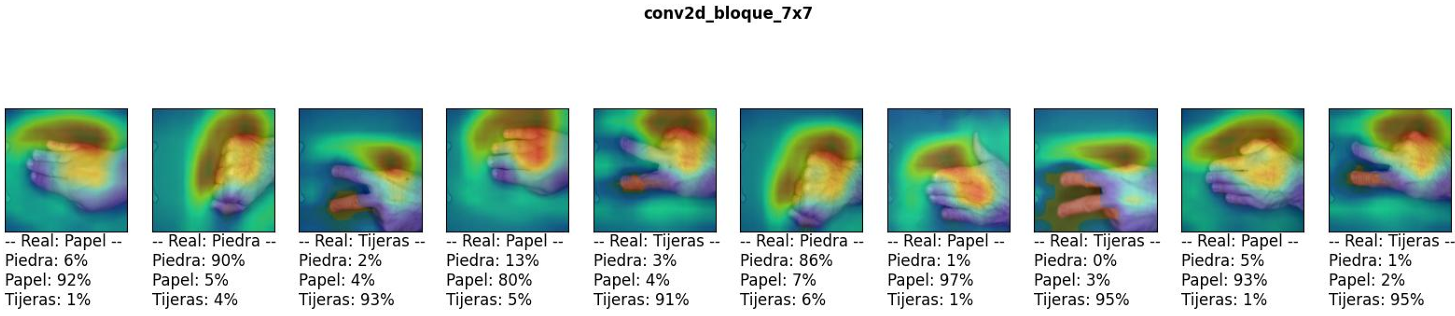 conv2d_bloque_7x7
-- Real: Papel --
Piedra: 6%
Papel: 92%
Tijeras: 1%
-- Real: Piedra --
Piedra: 90%
Papel: 5%
Tijeras: 4%
-- Real: Tijeras --
Piedra: 2%
Papel: 4%
Tijeras: 93%
-- Real: Papel --
Piedra: 13%
Papel: 80%
Tijeras: 5%
-- Real: Tijeras --
Piedra: 3%
Papel: 4%
Tijeras: 91%
-- Real: Piedra --
Piedra: 86%
Papel: 7%
Tijeras: 6%
-- Real: Papel --
Piedra: 1%
Papel: 97%
Tijeras: 1%
-- Real: Tijeras --
Piedra: 0%
Papel: 3%
Tijeras: 95%
-- Real: Papel --
Piedra: 5%
Papel: 93%
Tijeras: 1%
-- Real: Tijeras --
Piedra: 1%
Papel: 2%
Tijeras: 95%